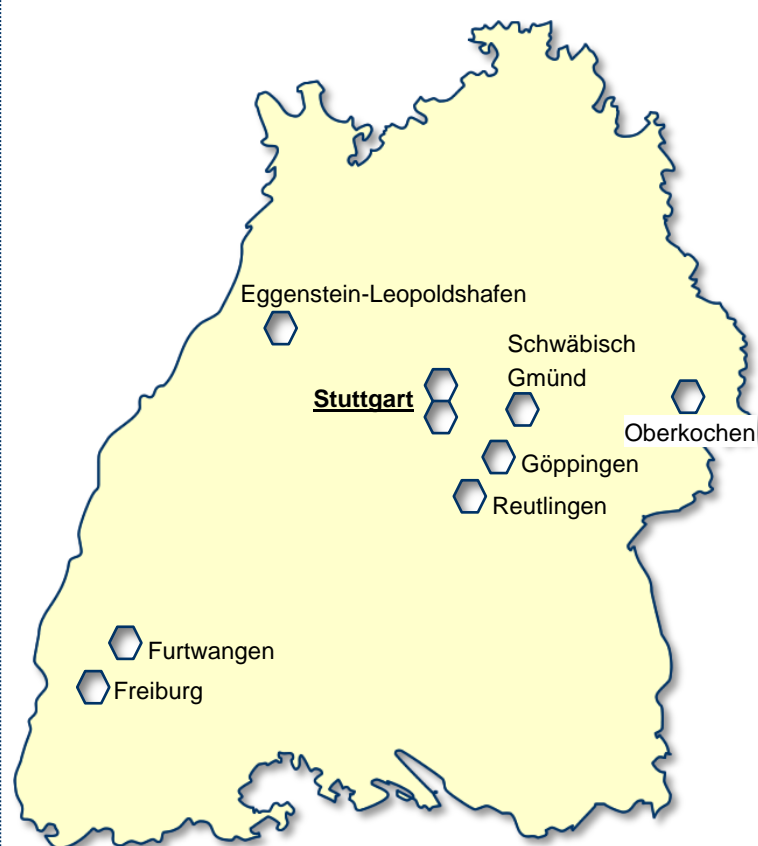 Eggenstein-Leopoldshafen
Schwäbisch
Gmünd
Stuttgart
Oberkochen
Göppingen
Reutlingen
Furtwangen
Freiburg